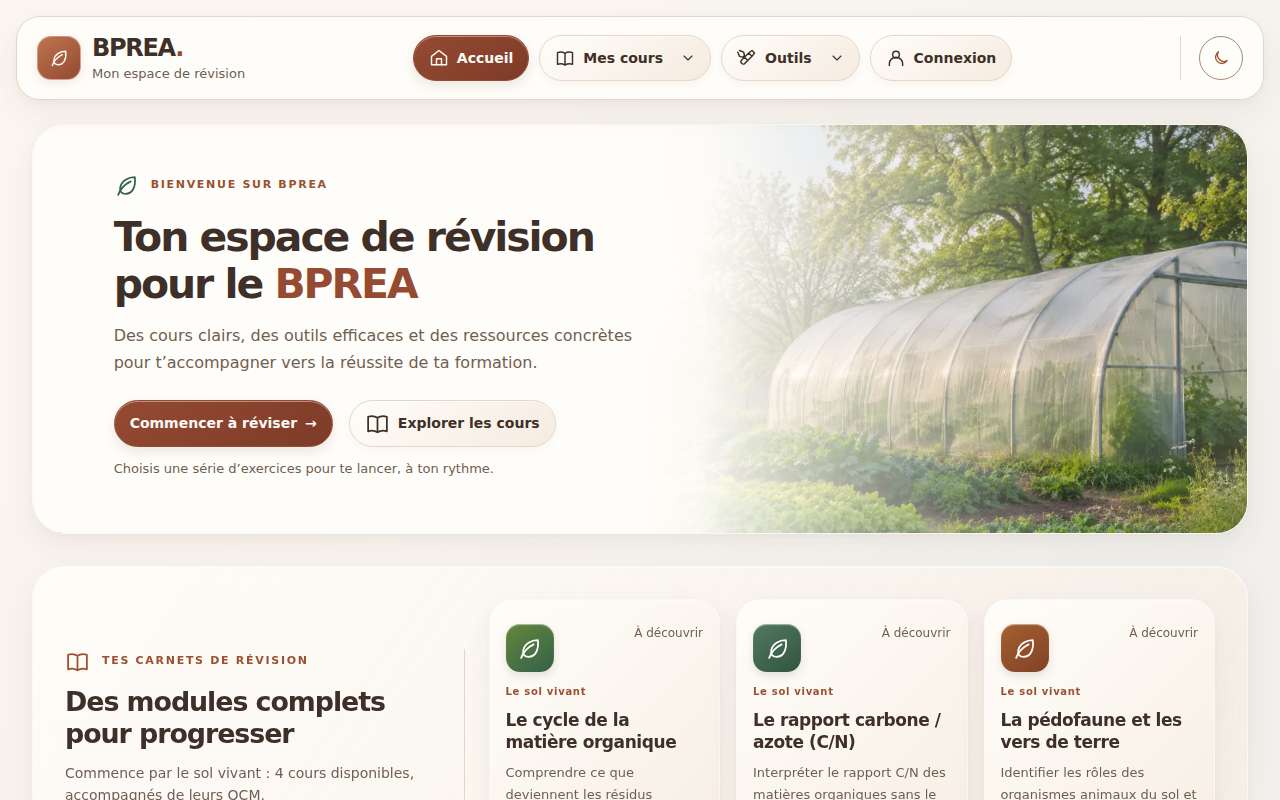 BPREA.
Mon espace de révision
Accueil
Mes cours
Outils
Connexion
BIENVENUE SUR BPREA
Ton espace de révision
pour le BPREA
Des cours clairs, des outils efficaces et des ressources concrètes
pour t’accompagner vers la réussite de ta formation.
Commencer à réviser →
Explorer les cours
Choisis une série d’exercices pour te lancer, à ton rythme.
TES CARNETS DE RÉVISION
Des modules complets
pour progresser
Commence par le sol vivant : 4 cours disponibles,
accompagnés de leurs QCM.
À découvrir
Le sol vivant
Le cycle de la
matière organique
Comprendre ce que
deviennent les résidus
À découvrir
Le sol vivant
Le rapport carbone /
azote (C/N)
Interpréter le rapport C/N des
matières organiques sans le
À découvrir
Le sol vivant
La pédofaune et les
vers de terre
Identifier les rôles des
organismes animaux du sol et